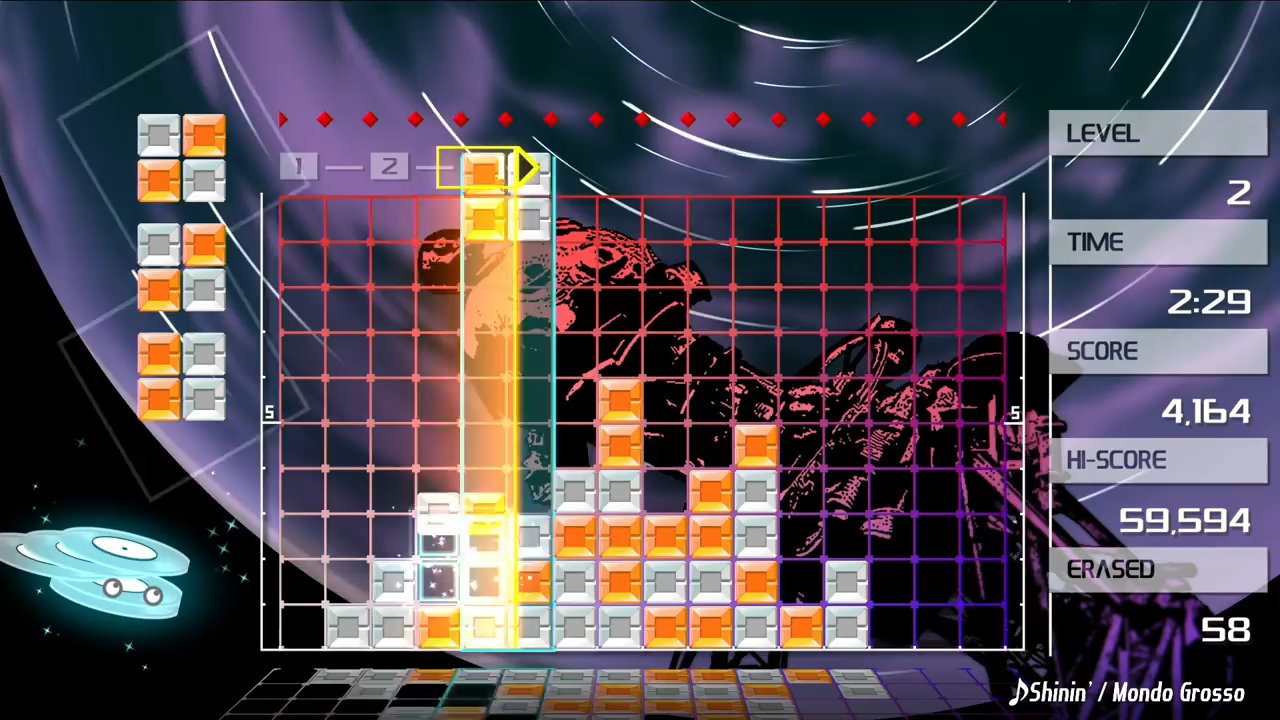 1 2
LEVEL
2
TIME
2:29
SCORE
4,164
HI-SCORE
59,594
ERASED
58
5 5
♪Shinin' / Mondo Grosso